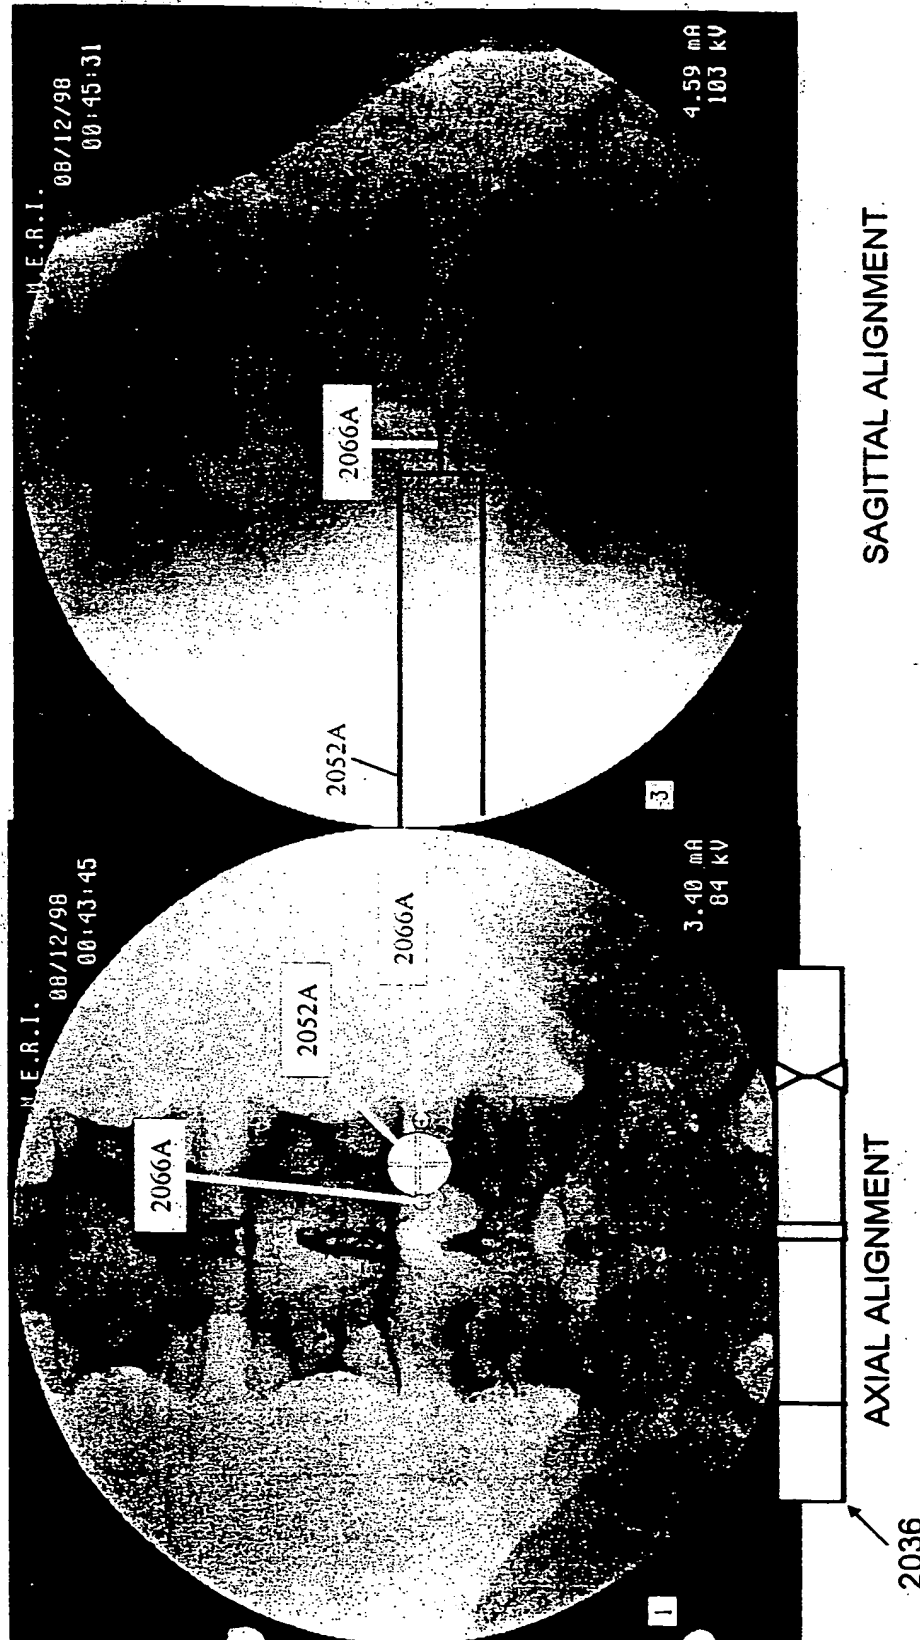 M.E.R.I.
08/12/98
00:43:45
2066A
2052A
2066A
3.40 mA
84 kV
1
AXIAL ALIGNMENT
2036
M.E.R.I.
08/12/98
00:45:31
2066A
2052A
4.59 mA
103 kV
3
SAGITTAL ALIGNMENT